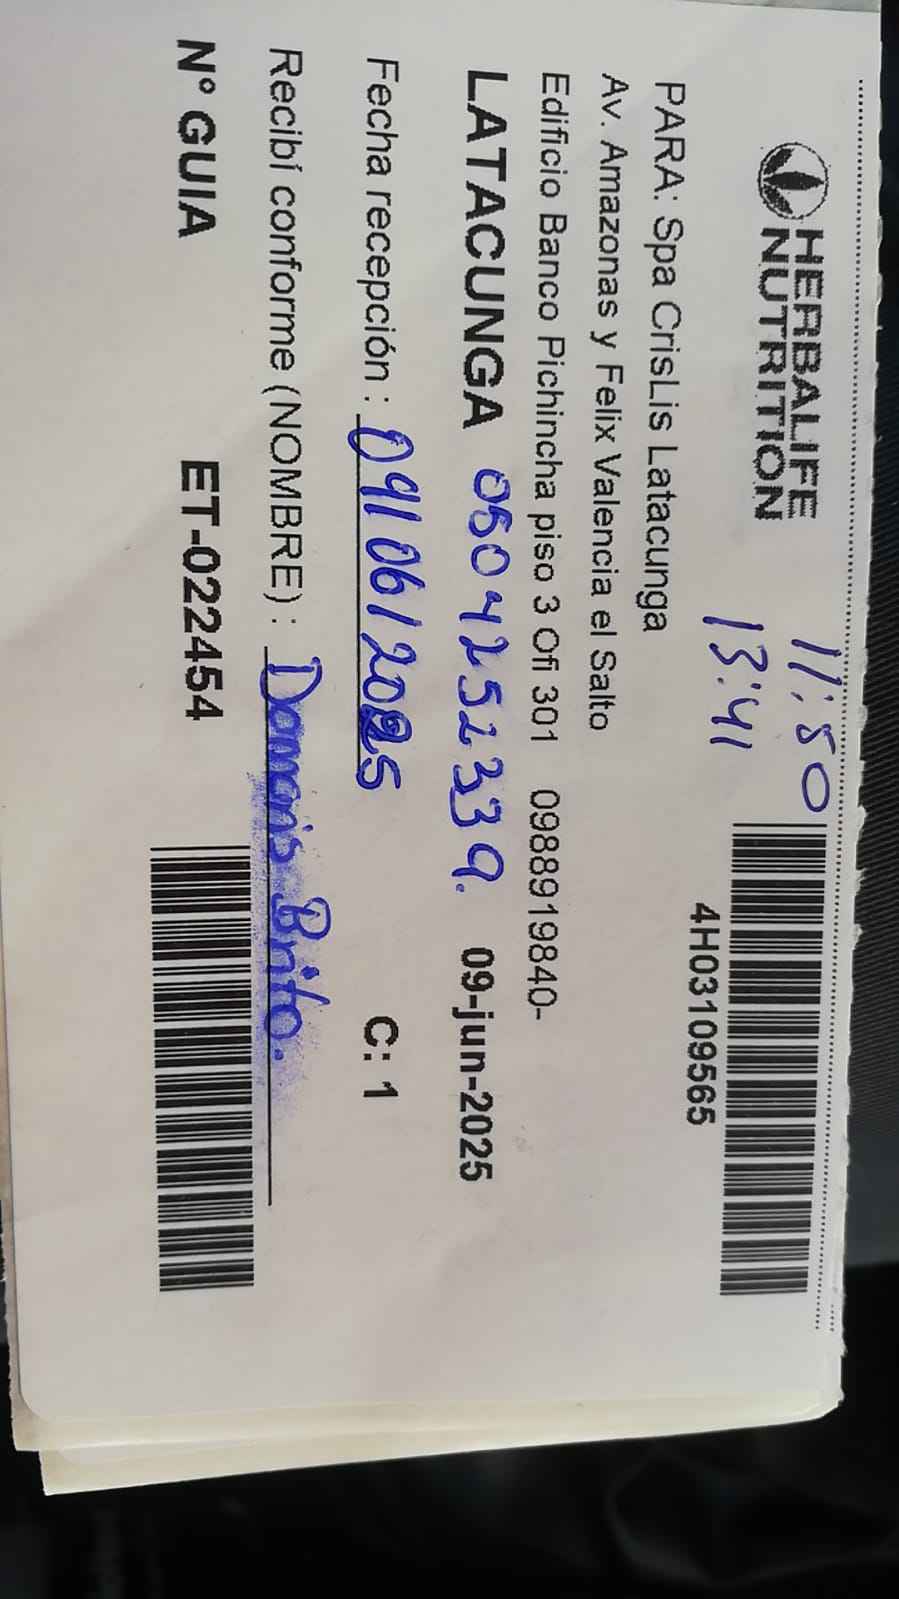 HERBALIFE
NUTRITION
11:50
13:41
4H03109565
PARA: Spa CrisLis Latacunga
Av. Amazonas y Felix Valencia el Salto
Edificio Banco Pichincha piso 3 Ofi 301 0988919840-
LATACUNGA 0504252339. 09-jun-2025
Fecha recepción : 09/06/2025 C: 1
Recibí conforme (NOMBRE) : Damaris Brito.
N° GUIA ET-022454